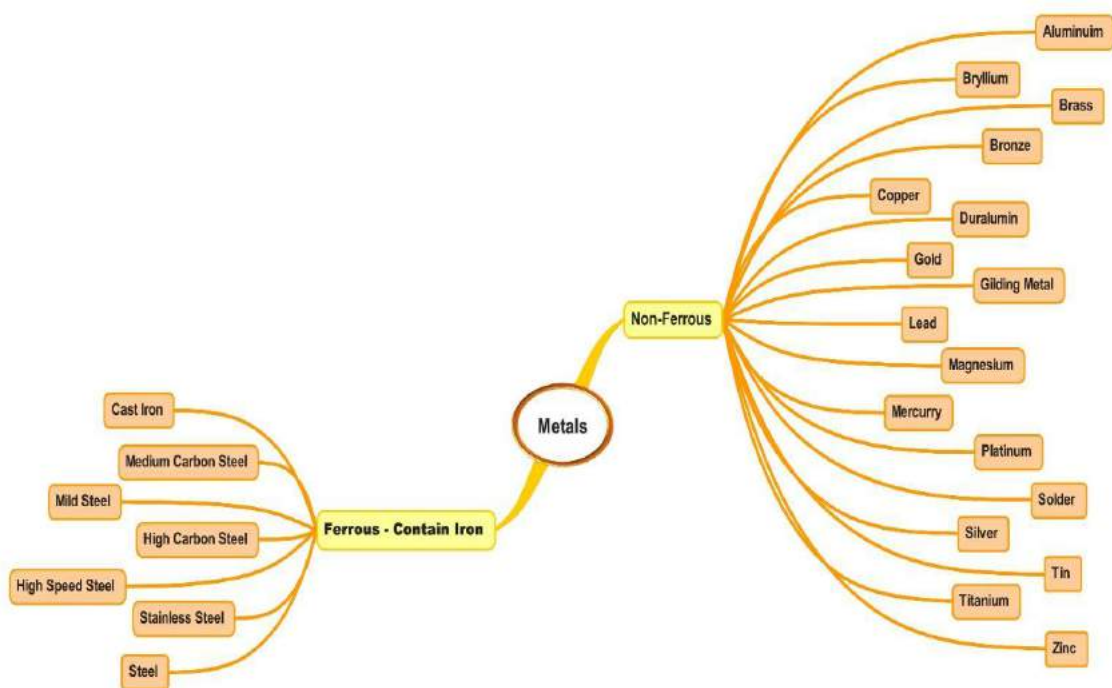 Aluminuim
Bryllium
Brass
Bronze
Copper
Duralumin
Gold
Gilding Metal
Non-Ferrous
Lead
Magnesium
Mercurry
Platinum
Solder
Silver
Tin
Titanium
Zinc
Metals
Cast Iron
Medium Carbon Steel
Mild Steel
Ferrous - Contain Iron
High Carbon Steel
High Speed Steel
Stainless Steel
Steel